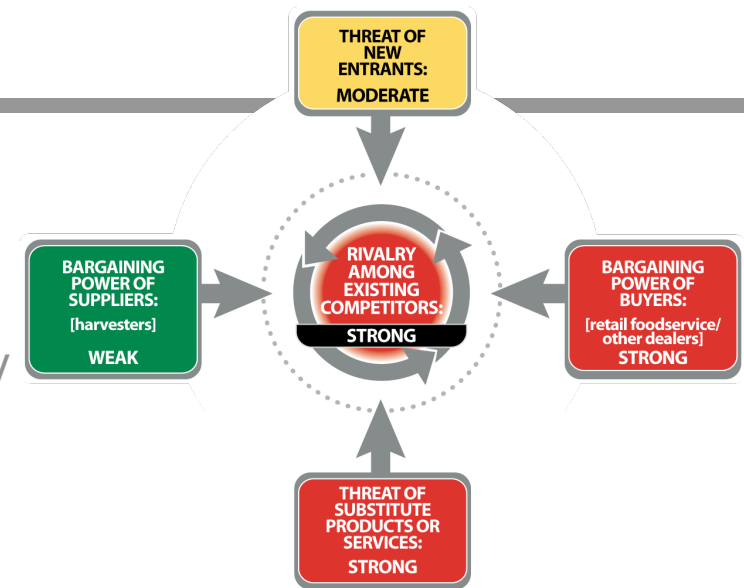 THREAT OF
NEW
ENTRANTS:
MODERATE
BARGAINING
POWER OF
SUPPLIERS:
[harvesters]
WEAK
RIVALRY
AMONG
EXISTING
COMPETITORS:
STRONG
BARGAINING
POWER OF
BUYERS:
[retail foodservice/
other dealers]
STRONG
THREAT OF
SUBSTITUTE
PRODUCTS OR
SERVICES:
STRONG